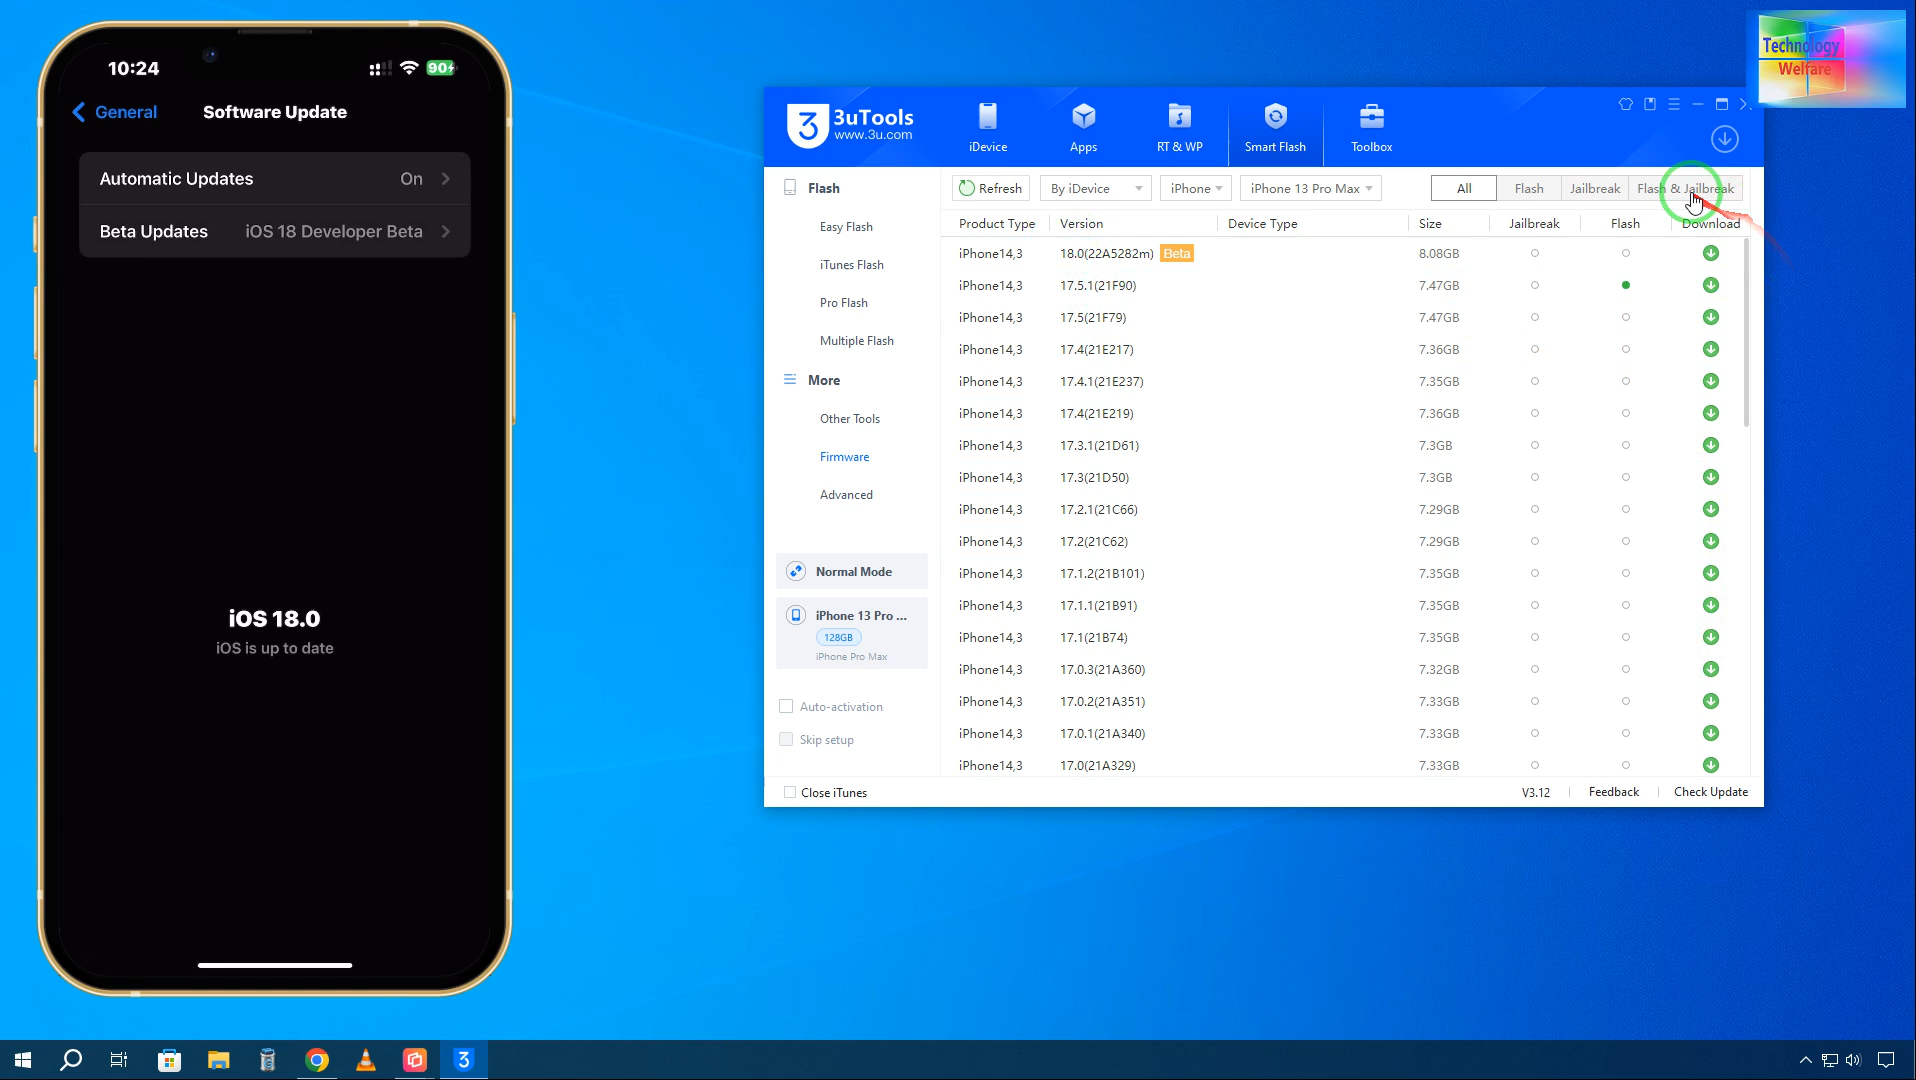 10:24
90
General
Software Update
Automatic Updates On
Beta Updates iOS 18 Developer Beta
iOS 18.0
iOS is up to date
Technology
Welfare
3 3uTools
www.3u.com
iDevice
Apps
RT & WP
Smart Flash
Toolbox
Flash
Easy Flash
iTunes Flash
Pro Flash
Multiple Flash
More
Other Tools
Firmware
Advanced
Normal Mode
iPhone 13 Pro ...
128GB
iPhone Pro Max
Auto-activation
Skip setup
Refresh By iDevice iPhone iPhone 13 Pro Max All Flash Jailbreak Flash & Jailbreak
Product Type Version Device Type Size Jailbreak Flash Download
iPhone14,3 18.0(22A5282m) Beta 8.08GB
iPhone14,3 17.5.1(21F90) 7.47GB
iPhone14,3 17.5(21F79) 7.47GB
iPhone14,3 17.4(21E217) 7.36GB
iPhone14,3 17.4.1(21E237) 7.35GB
iPhone14,3 17.4(21E219) 7.36GB
iPhone14,3 17.3.1(21D61) 7.3GB
iPhone14,3 17.3(21D50) 7.3GB
iPhone14,3 17.2.1(21C66) 7.29GB
iPhone14,3 17.2(21C62) 7.29GB
iPhone14,3 17.1.2(21B101) 7.35GB
iPhone14,3 17.1.1(21B91) 7.35GB
iPhone14,3 17.1(21B74) 7.35GB
iPhone14,3 17.0.3(21A360) 7.32GB
iPhone14,3 17.0.2(21A351) 7.33GB
iPhone14,3 17.0.1(21A340) 7.33GB
iPhone14,3 17.0(21A329) 7.33GB
Close iTunes V3.12 Feedback Check Update
3